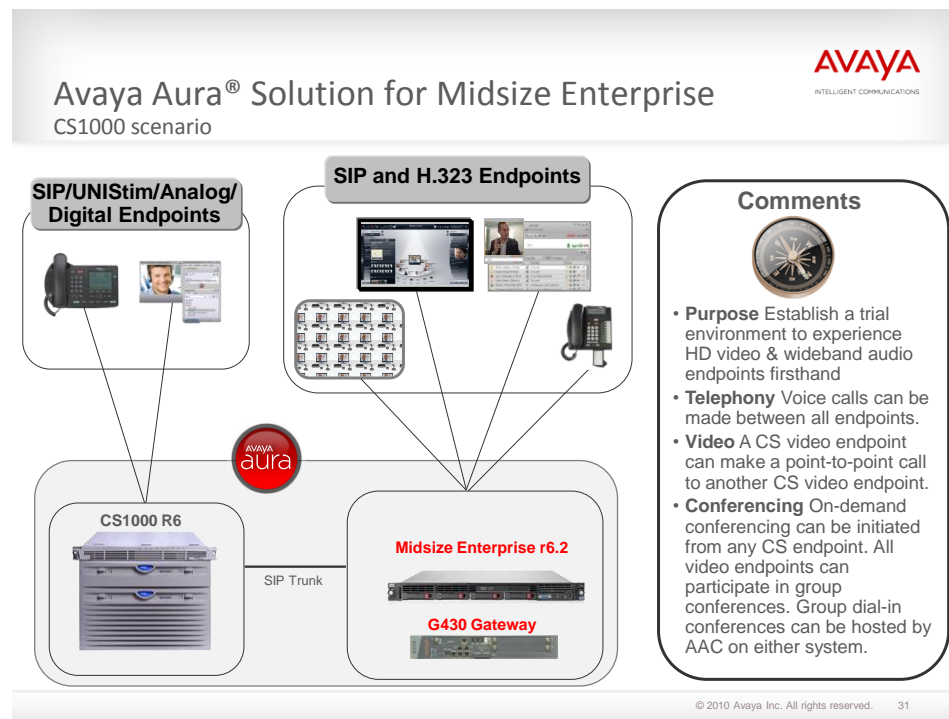 AVAYA
INTELLIGENT COMMUNICATIONS
Avaya Aura® Solution for Midsize Enterprise
CS1000 scenario
SIP/UNIStim/Analog/
Digital Endpoints
SIP and H.323 Endpoints
AVAYA
aura
CS1000 R6
SIP Trunk
Midsize Enterprise r6.2
G430 Gateway
Comments
• Purpose Establish a trial
environment to experience
HD video & wideband audio
endpoints firsthand
• Telephony Voice calls can be
made between all endpoints.
• Video A CS video endpoint
can make a point-to-point call
to another CS video endpoint.
• Conferencing On-demand
conferencing can be initiated
from any CS endpoint. All
video endpoints can
participate in group
conferences. Group dial-in
conferences can be hosted by
AAC on either system.
© 2010 Avaya Inc. All rights reserved. 31